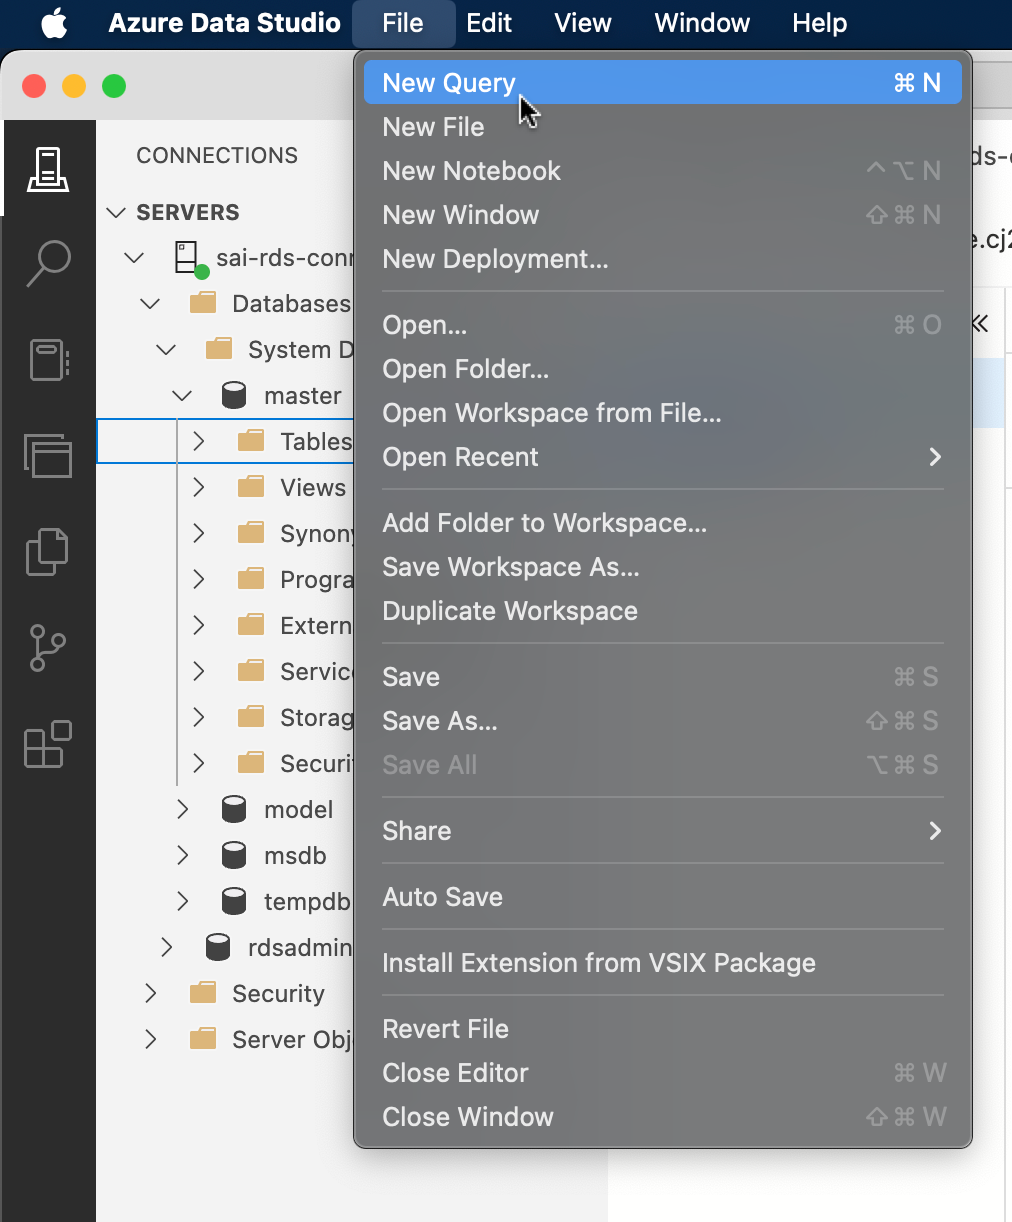 Azure Data Studio File Edit View Window Help
CONNECTIONS
SERVERS
sai-rds-conn
Databases
System D
master
Tables
Views
Synony
Progra
Extern
Servic
Storag
Securi
model
msdb
tempdb
rdsadmin
Security
Server Obj
New Query ⌘ N
New File
New Notebook ^ ⌥ N
New Window ⇧ ⌘ N
New Deployment...
Open... ⌘ O
Open Folder...
Open Workspace from File...
Open Recent
Add Folder to Workspace...
Save Workspace As...
Duplicate Workspace
Save ⌘ S
Save As... ⇧ ⌘ S
Save All ⌥ ⌘ S
Share
Auto Save
Install Extension from VSIX Package
Revert File
Close Editor ⌘ W
Close Window ⇧ ⌘ W
ds-
e.cj2